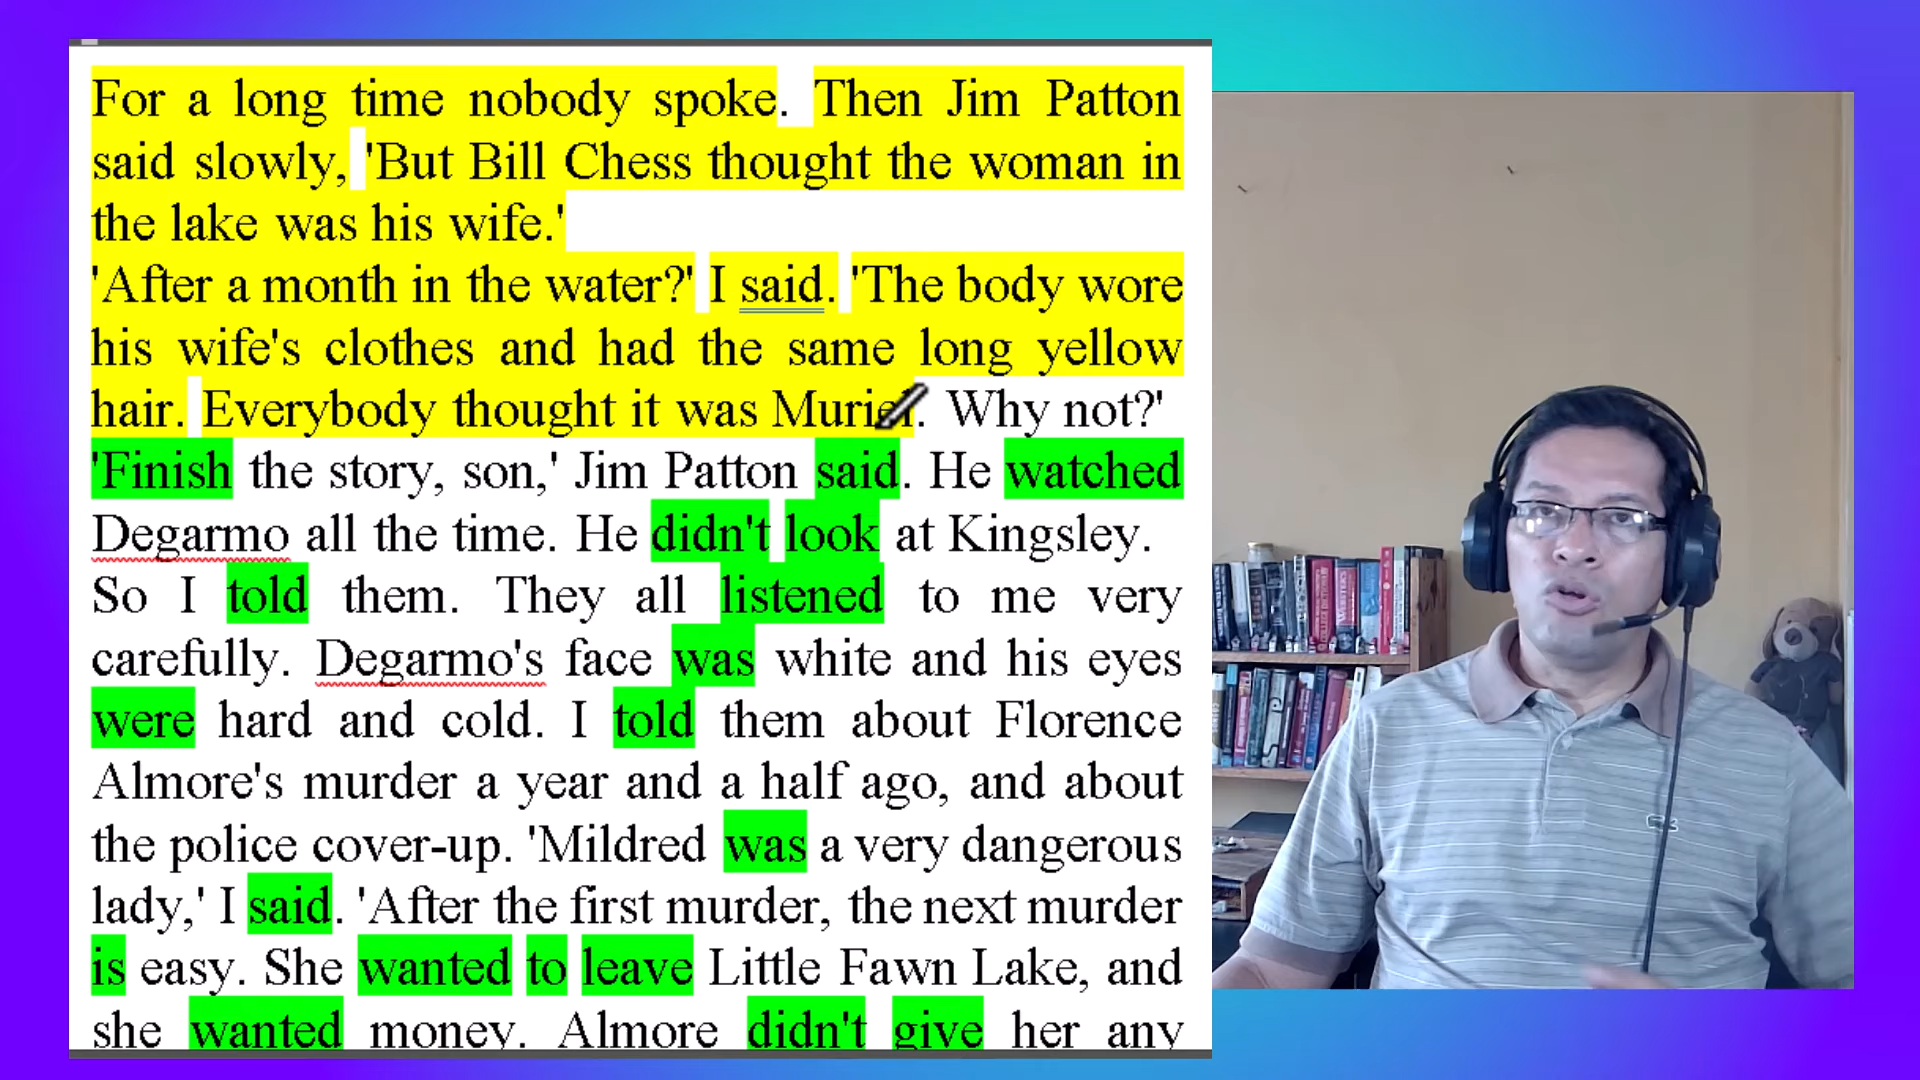 For a long time nobody spoke. Then Jim Patton
said slowly, 'But Bill Chess thought the woman in
the lake was his wife.'
'After a month in the water?' I said. 'The body wore
his wife's clothes and had the same long yellow
hair. Everybody thought it was Muriel. Why not?'
'Finish the story, son,' Jim Patton said. He watched
Degarmo all the time. He didn't look at Kingsley.
So I told them. They all listened to me very
carefully. Degarmo's face was white and his eyes
were hard and cold. I told them about Florence
Almore's murder a year and a half ago, and about
the police cover-up. 'Mildred was a very dangerous
lady,' I said. 'After the first murder, the next murder
is easy. She wanted to leave Little Fawn Lake, and
she wanted money. Almore didn't give her any